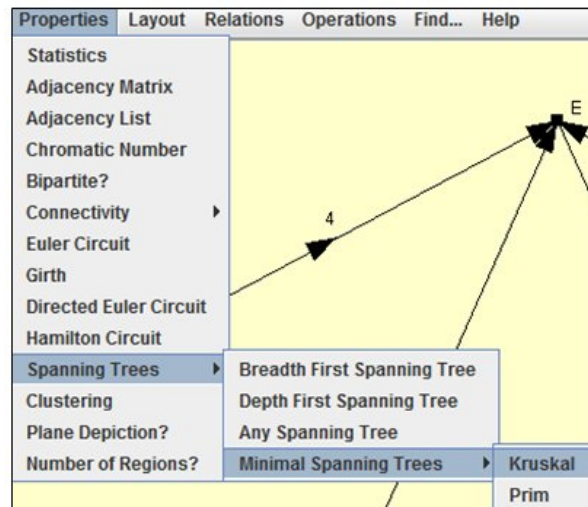 Properties Layout Relations Operations Find... Help
Statistics
Adjacency Matrix
Adjacency List
Chromatic Number
Bipartite?
Connectivity
Euler Circuit
Girth
Directed Euler Circuit
Hamilton Circuit
Spanning Trees
Clustering
Plane Depiction?
Number of Regions?
Breadth First Spanning Tree
Depth First Spanning Tree
Any Spanning Tree
Minimal Spanning Trees
Kruskal
Prim
E
4